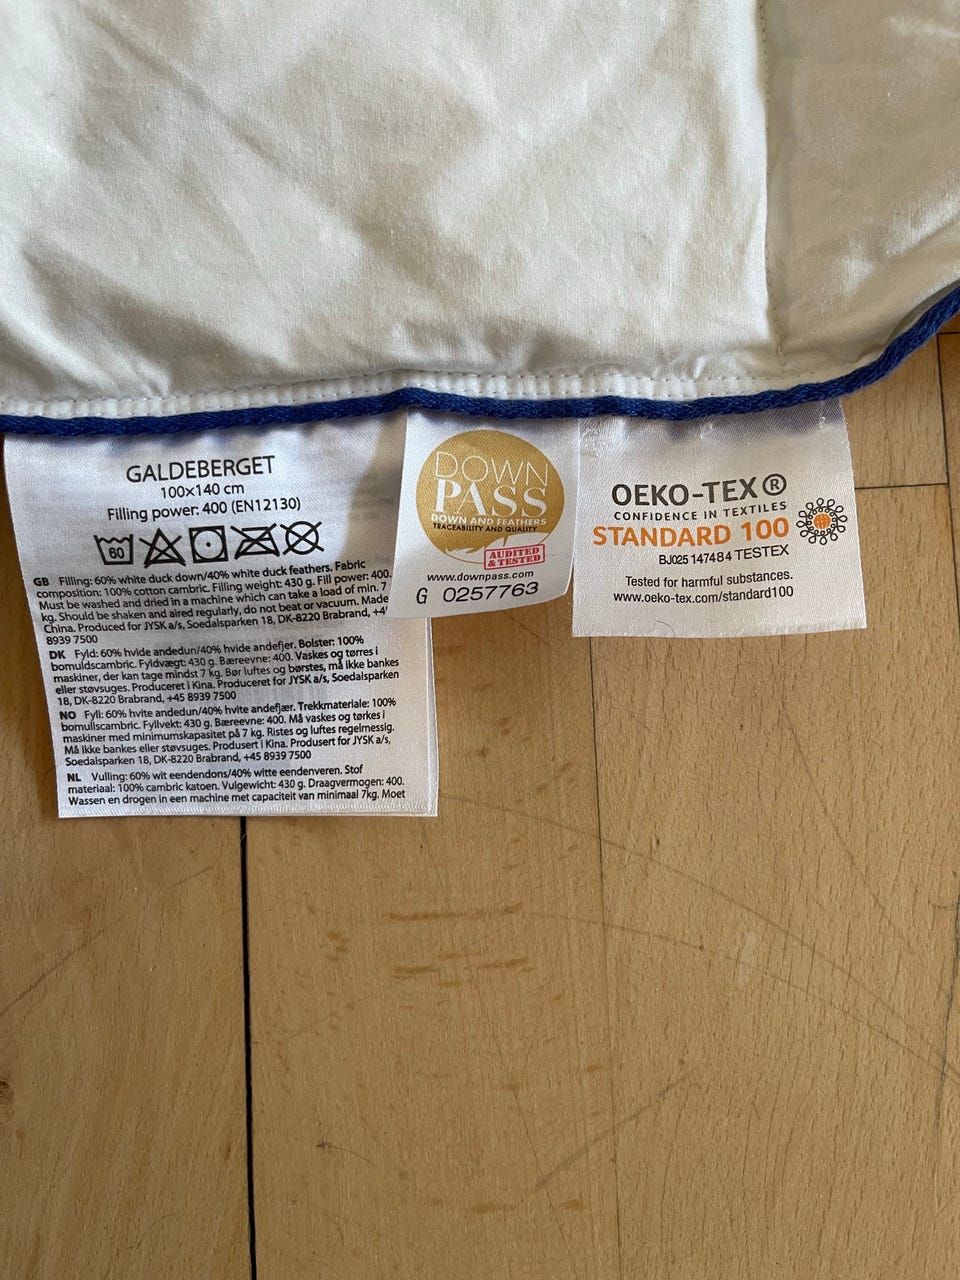 GALDEBERGET
100×140 cm
Filling power: 400 (EN12130)
60
GB Filling: 60% white duck down/40% white duck feathers. Fabric
composition: 100% cotton cambric. Filling weight: 430 g. Fill power: 400.
Must be washed and dried in a machine which can take a load of min. 7
kg. Should be shaken and aired regularly, do not beat or vacuum. Made
China. Produced for JYSK a/s, Soedalsparken 18, DK-8220 Brabrand, +4
8939 7500
DK Fyld: 60% hvide andedun/40% hvide andefjer. Bolster: 100%
bomuldscambric. Fyldvægt: 430 g. Bæreevne: 400. Vaskes og tørres i
maskiner, der kan tage mindst 7 kg. Bør luftes og børstes, må ikke bankes
eller støvsuges. Produceret i Kina. Produceret for JYSK a/s, Soedalsparken
18, DK-8220 Brabrand, +45 8939 7500
NO Fyll: 60% hvite andedun/40% hvite andefjær. Trekkmateriale: 100%
bomullscambric. Fyllvekt: 430 g. Bæreevne: 400. Må vaskes og tørkes i
maskiner med minimumskapasitet på 7 kg. Ristes og luftes regelmessig.
Må ikke bankes eller støvsuges. Produsert i Kina. Produsert for JYSK a/s,
Soedalsparken 18, DK-8220 Brabrand, +45 8939 7500
NL Vulling: 60% wit eendendons/40% witte eendenveren. Stof
materiaal: 100% cambric katoen. Vulgewicht: 430 g. Draagvermogen: 400.
Wassen en drogen in een machine met capaciteit van minimaal 7kg. Moet
DOWN
PASS
DOWN AND FEATHERS
TRACEABILITY AND QUALITY
AUDITED
& TESTED
www.downpass.com
G 0257763
OEKO-TEX®
CONFIDENCE IN TEXTILES
STANDARD 100
BJ025 147484 TESTEX
Tested for harmful substances.
www.oeko-tex.com/standard100